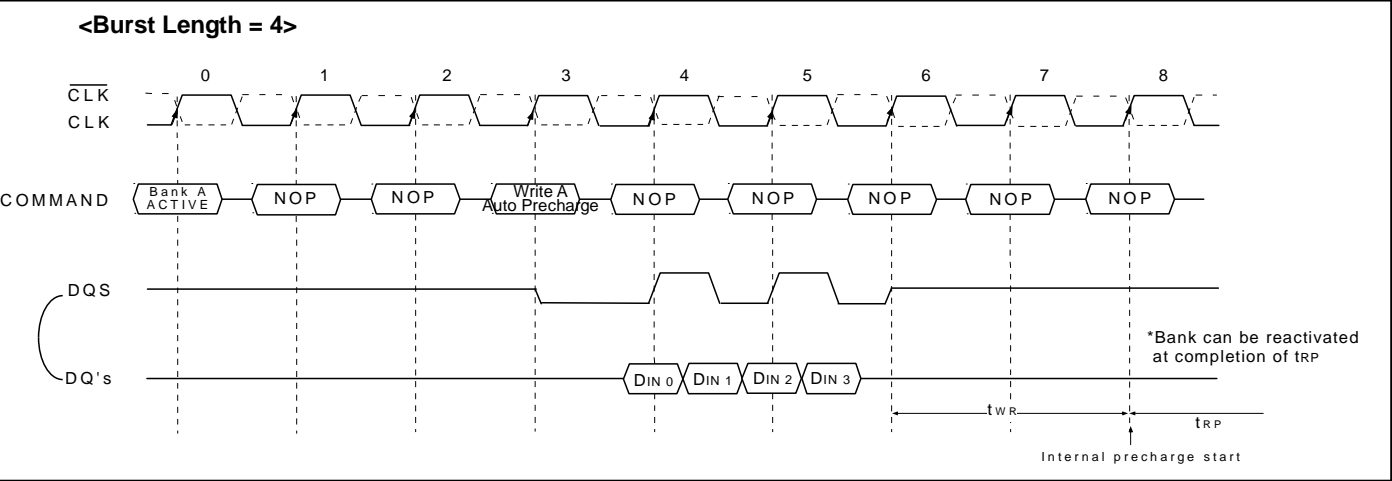 <Burst Length = 4>
0 1 2 3 4 5 6 7 8
CLK
CLK
COMMAND
Bank A
ACTIVE
NOP
NOP
Write A
Auto Precharge
NOP
NOP
NOP
NOP
NOP
DQS
*Bank can be reactivated
at completion of tRP
DQ's
DIN 0 DIN 1 DIN 2 DIN 3
tWR
tRP
Internal precharge start